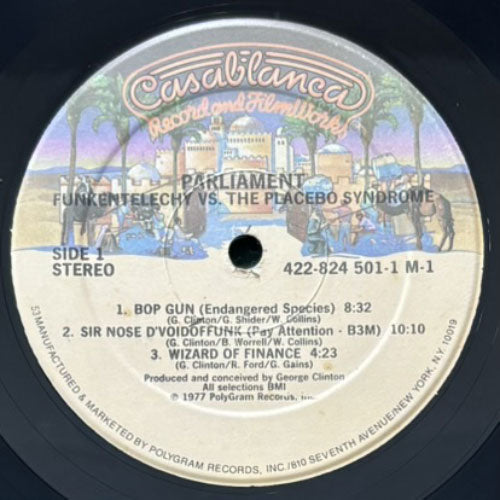 Casablanca
Record and FilmWorks
PARLIAMENT
FUNKENTELECHY VS. THE PLACEBO SYNDROME
SIDE 1
STEREO
422-824 501-1 M-1
1. BOP GUN (Endangered Species) 8:32
(G. Clinton/G. Shider/W. Collins)
2. SIR NOSE D'VOIDOFFUNK (Pay Attention - B3M) 10:10
(G. Clinton/B. Worrell/W. Collins)
3. WIZARD OF FINANCE 4:23
(G. Clinton/R. Ford/G. Gains)
Produced and conceived by George Clinton
All selections BMI
℗ 1977 PolyGram Records, Inc.
53 MANUFACTURED & MARKETED BY POLYGRAM RECORDS, INC./810 SEVENTH AVENUE/NEW YORK, N.Y. 10019